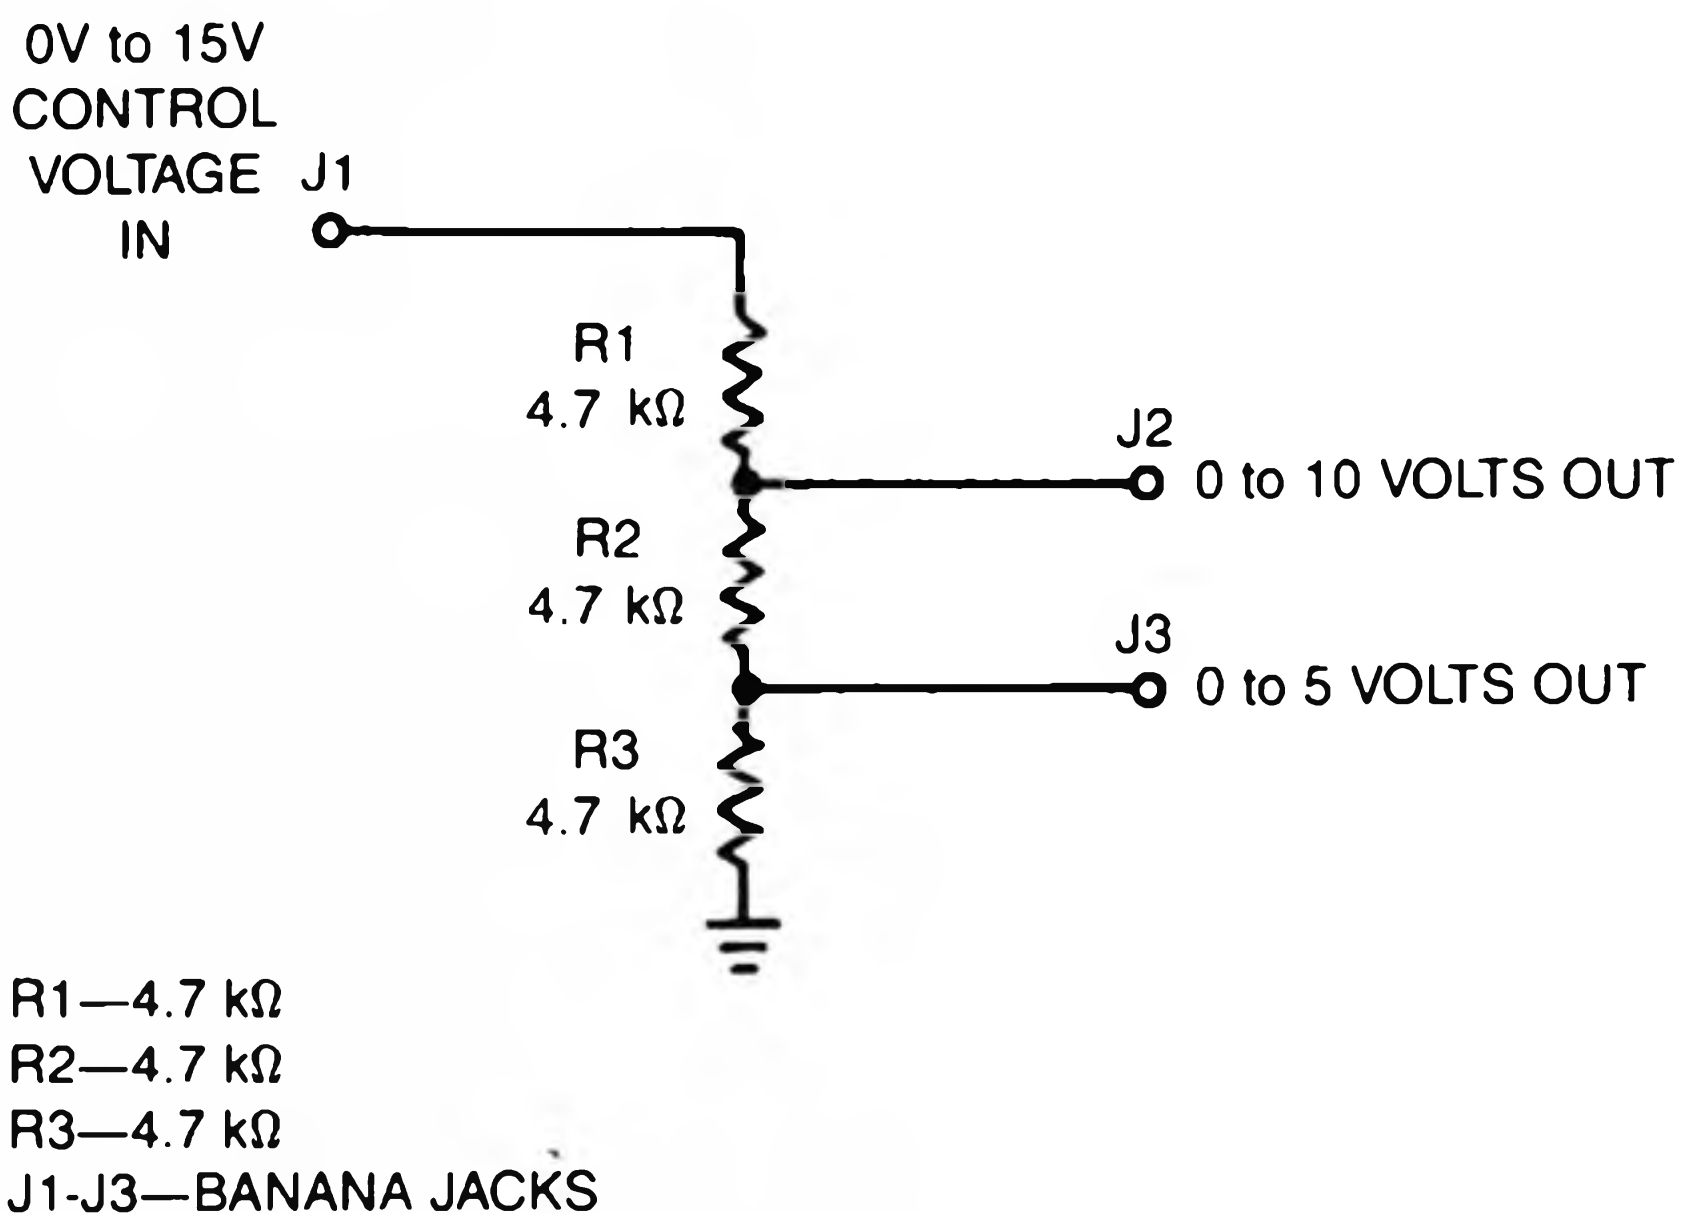 0V to 15V
CONTROL
VOLTAGE
IN
J1
R1
4.7 kΩ
J2
0 to 10 VOLTS OUT
R2
4.7 kΩ
J3
0 to 5 VOLTS OUT
R3
4.7 kΩ
R1—4.7 kΩ
R2—4.7 kΩ
R3—4.7 kΩ
J1-J3—BANANA JACKS